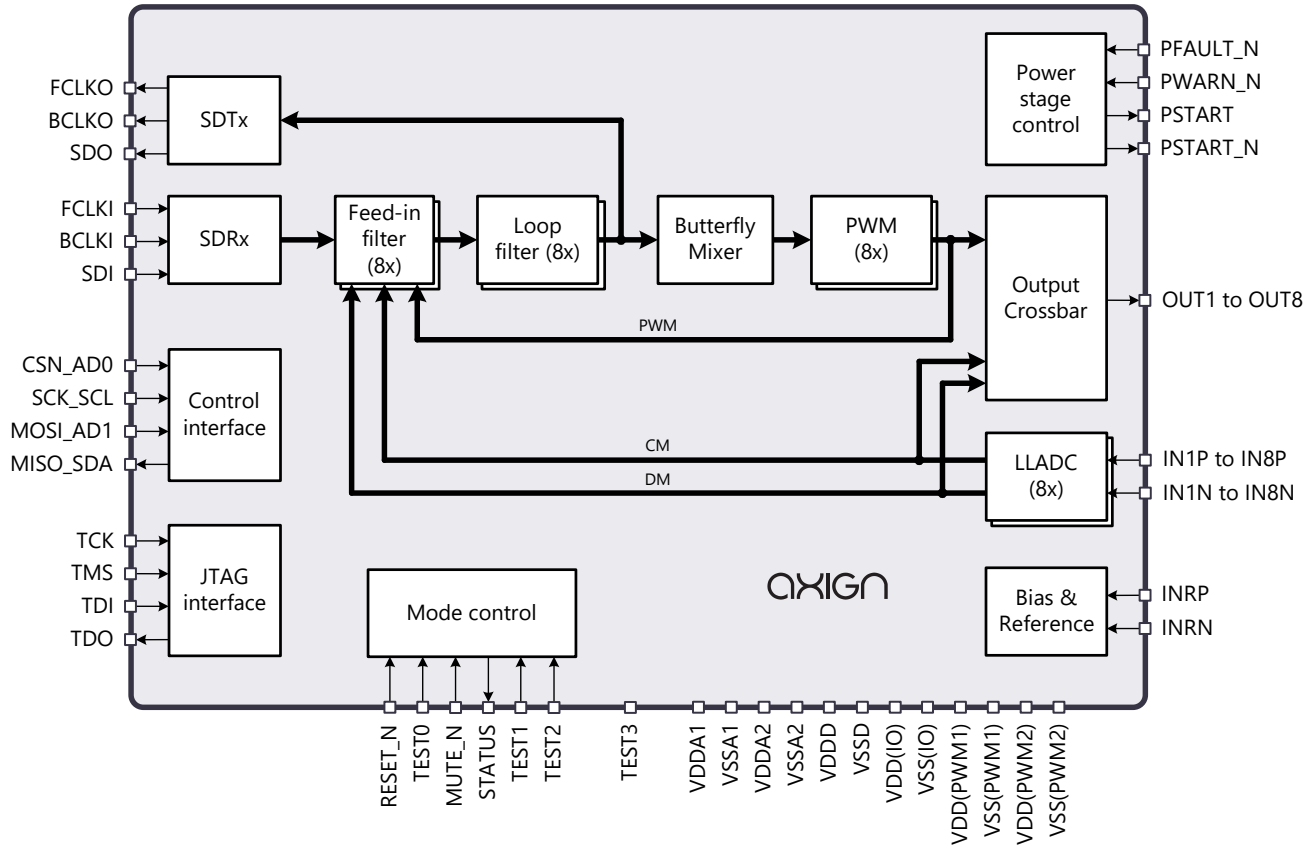 FCLKO
BCLKO
SDO
SDTx
Power
stage
control
PFAULT_N
PWARN_N
PSTART
PSTART_N
FCLKI
BCLKI
SDI
SDRx
Feed-in
filter
(8x)
Loop
filter (8x)
Butterfly
Mixer
PWM
(8x)
Output
Crossbar
OUT1 to OUT8
PWM
CSN_AD0
SCK_SCL
MOSI_AD1
MISO_SDA
Control
interface
CM
DM
LLADC
(8x)
IN1P to IN8P
IN1N to IN8N
TCK
TMS
TDI
TDO
JTAG
interface
Mode control
axign
Bias &
Reference
INRP
INRN
RESET_N
TEST0
MUTE_N
STATUS
TEST1
TEST2
TEST3
VDDA1
VSSA1
VDDA2
VSSA2
VDDD
VSSD
VDD(IO)
VSS(IO)
VDD(PWM1)
VSS(PWM1)
VDD(PWM2)
VSS(PWM2)